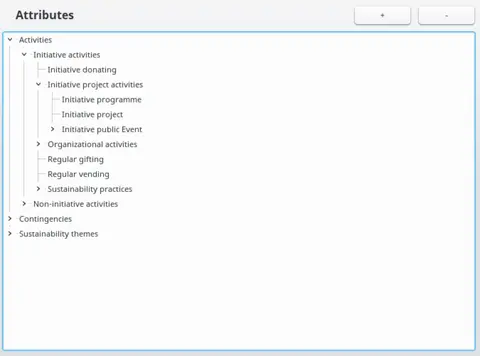 Attributes
+
-
Activities
Initiative activities
Initiative donating
Initiative project activities
Initiative programme
Initiative project
Initiative public Event
Organizational activities
Regular gifting
Regular vending
Sustainability practices
Non-initiative activities
Contingencies
Sustainability themes